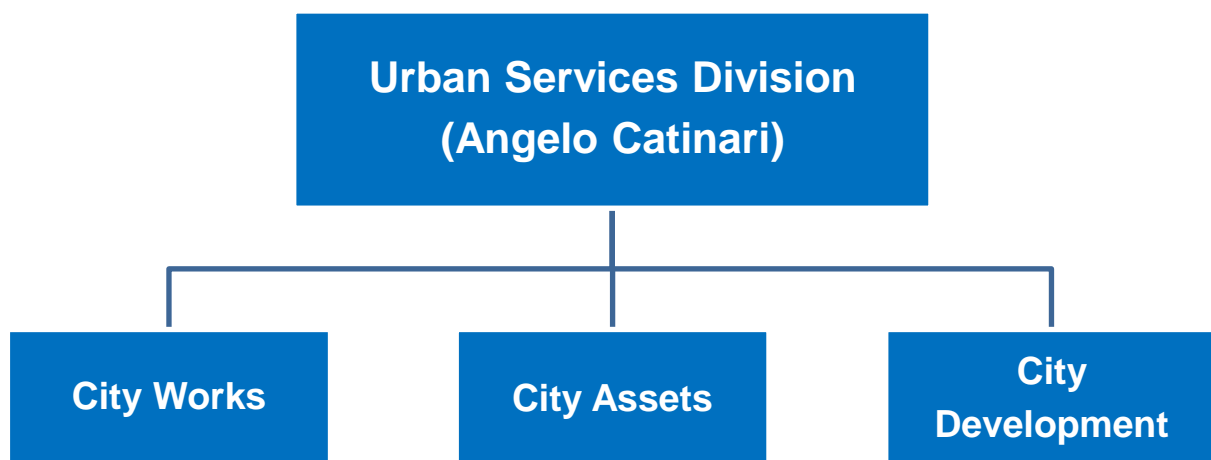 Urban Services Division
(Angelo Catinari)
City Works
City Assets
City
Development